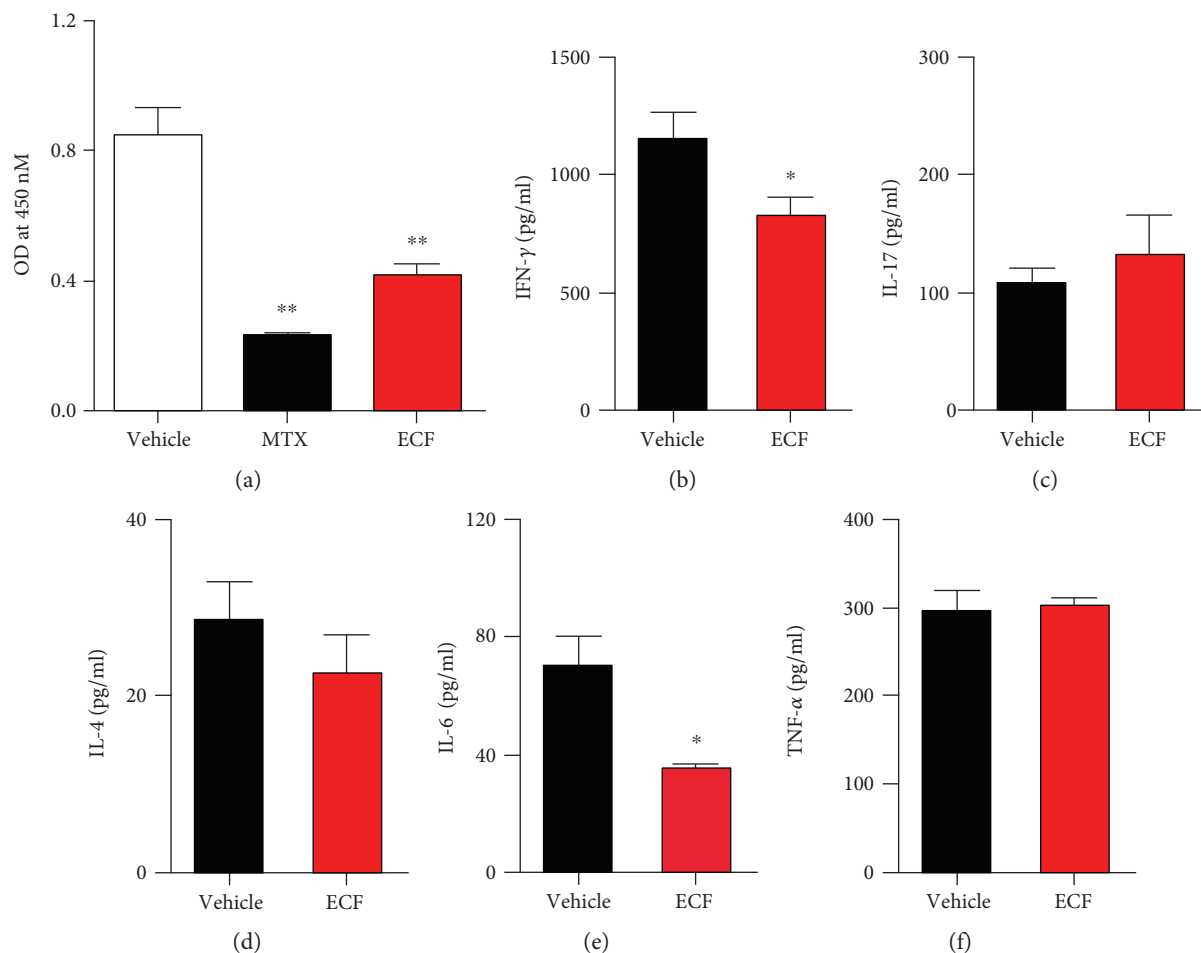 OD at 450 nM
1.2
0.8
0.4
0.0
**
**
Vehicle
MTX
ECF
(a)
IFN-γ (pg/ml)
1500
1000
500
0
*
Vehicle
ECF
(b)
IL-17 (pg/ml)
300
200
100
0
Vehicle
ECF
(c)
IL-4 (pg/ml)
40
20
0
Vehicle
ECF
(d)
IL-6 (pg/ml)
120
80
40
0
*
Vehicle
ECF
(e)
TNF-α (pg/ml)
400
300
200
100
0
Vehicle
ECF
(f)